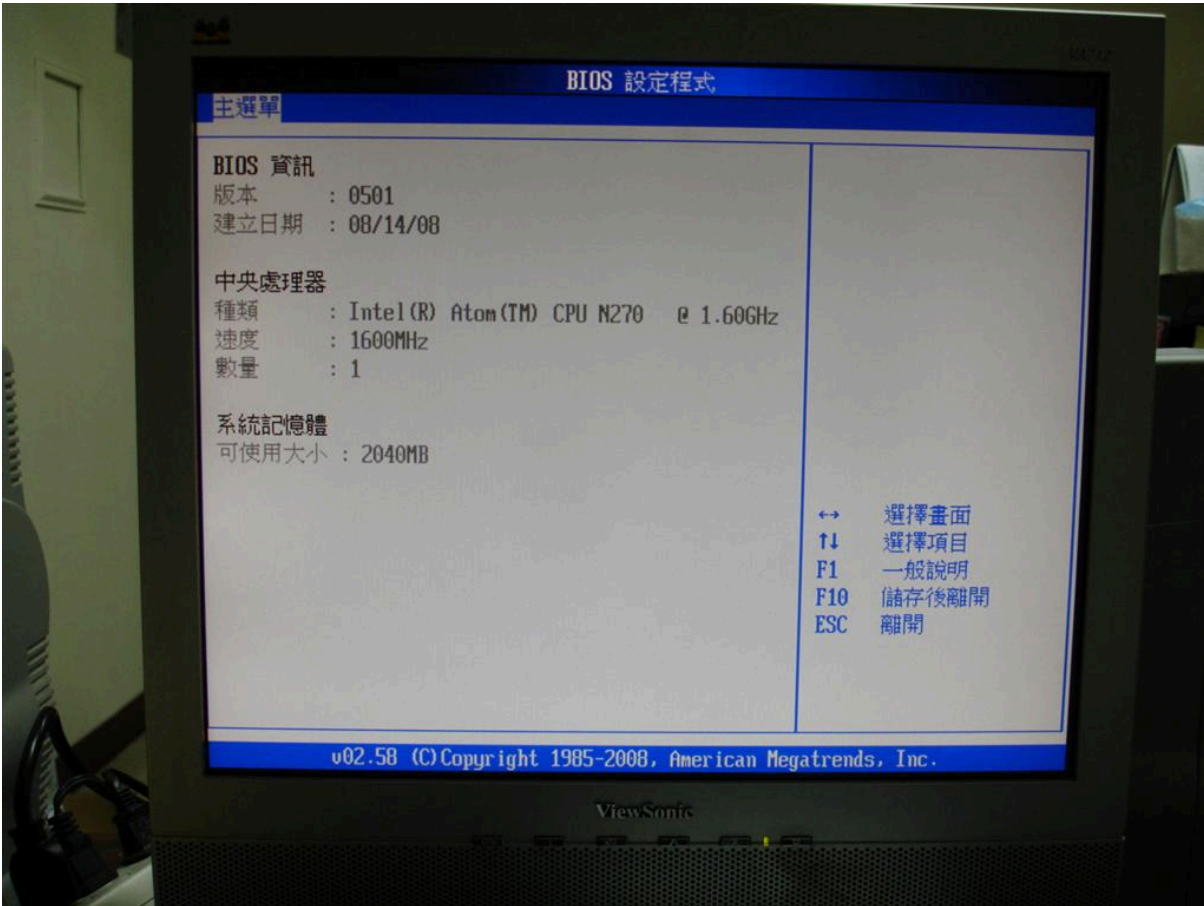 BIOS 設定程式
主選單
BIOS 資訊
版本 : 0501
建立日期 : 08/14/08
中央處理器
種類 : Intel(R) Atom(TM) CPU N270 @ 1.60GHz
速度 : 1600MHz
數量 : 1
系統記憶體
可使用大小 : 2040MB
↔ 選擇畫面
↑↓ 選擇項目
F1 一般說明
F10 儲存後離開
ESC 離開
v02.58 (C)Copyright 1985-2008, American Megatrends, Inc.
ViewSonic